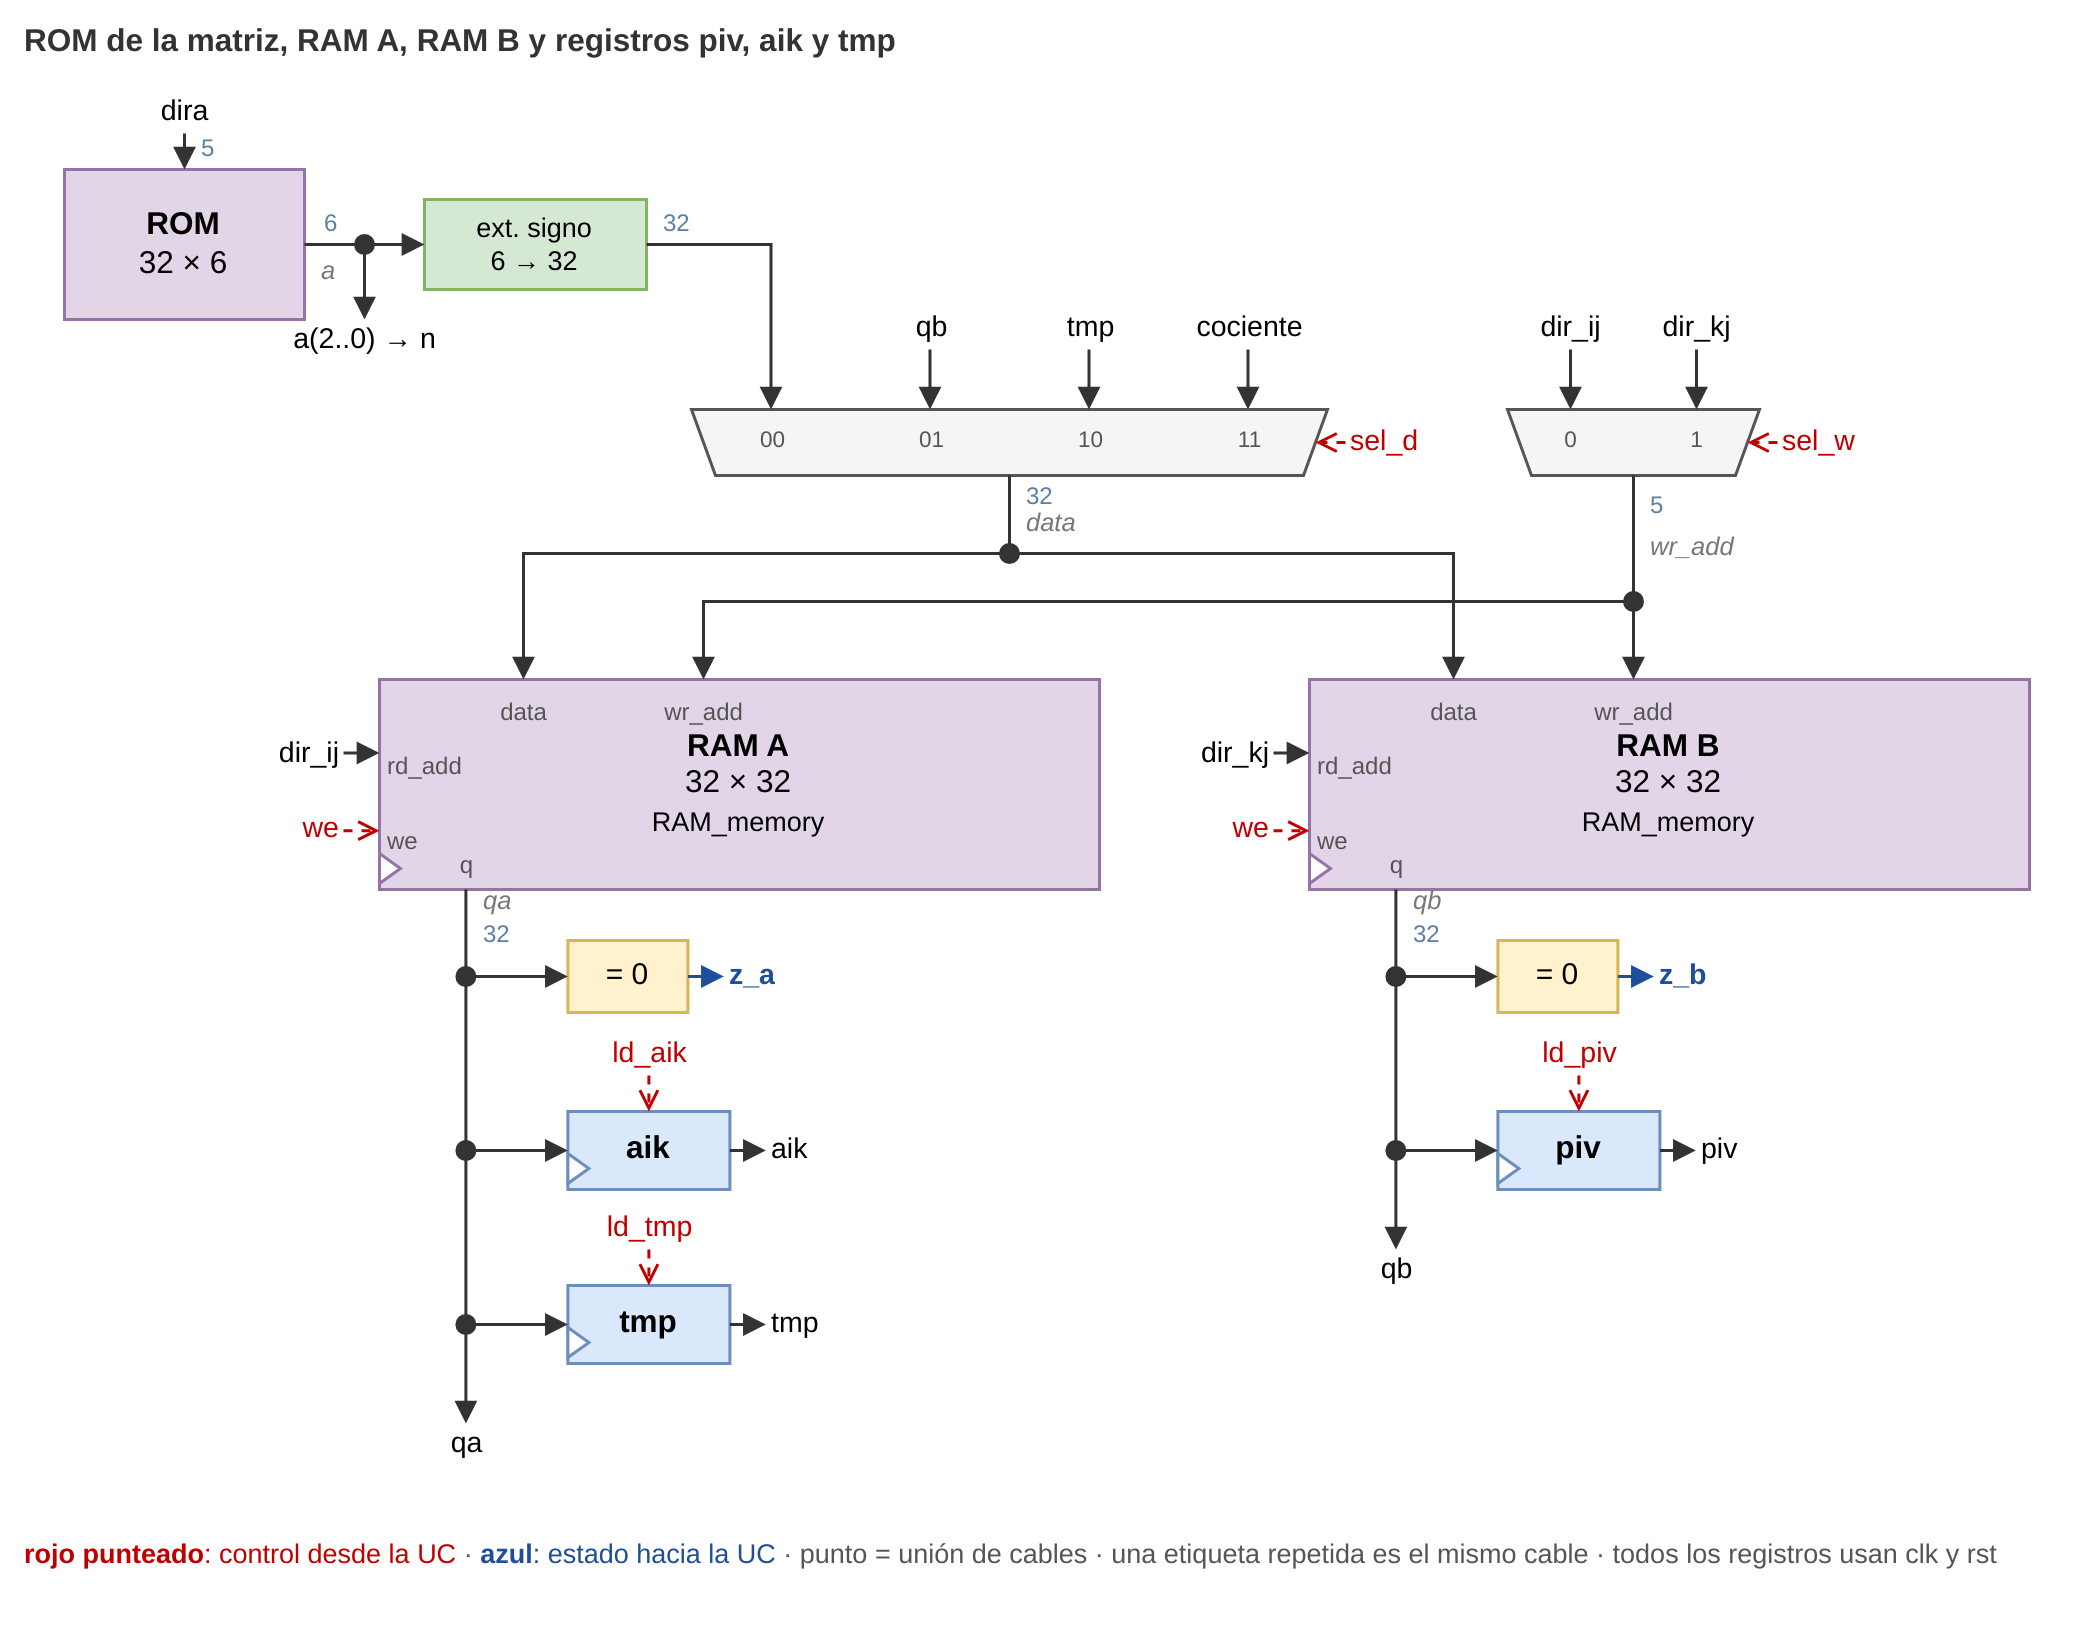 ROM de la matriz, RAM A, RAM B y registros piv, aik y tmp
dira
5
ROM
32 × 6
6
a
ext. signo
6 → 32
32
a(2..0) → n
qb
tmp
cociente
dir_ij
dir_kj
00
01
10
11
sel_d
0
1
sel_w
32
data
5
wr_add
data
wr_add
RAM A
32 × 32
RAM_memory
dir_ij
rd_add
we
we
q
data
wr_add
RAM B
32 × 32
RAM_memory
dir_kj
rd_add
we
we
q
qa
32
= 0
z_a
qb
32
= 0
z_b
ld_aik
aik
aik
ld_piv
piv
piv
ld_tmp
tmp
tmp
qb
qa
rojo punteado: control desde la UC · azul: estado hacia la UC · punto = unión de cables · una etiqueta repetida es el mismo cable · todos los registros usan clk y rst